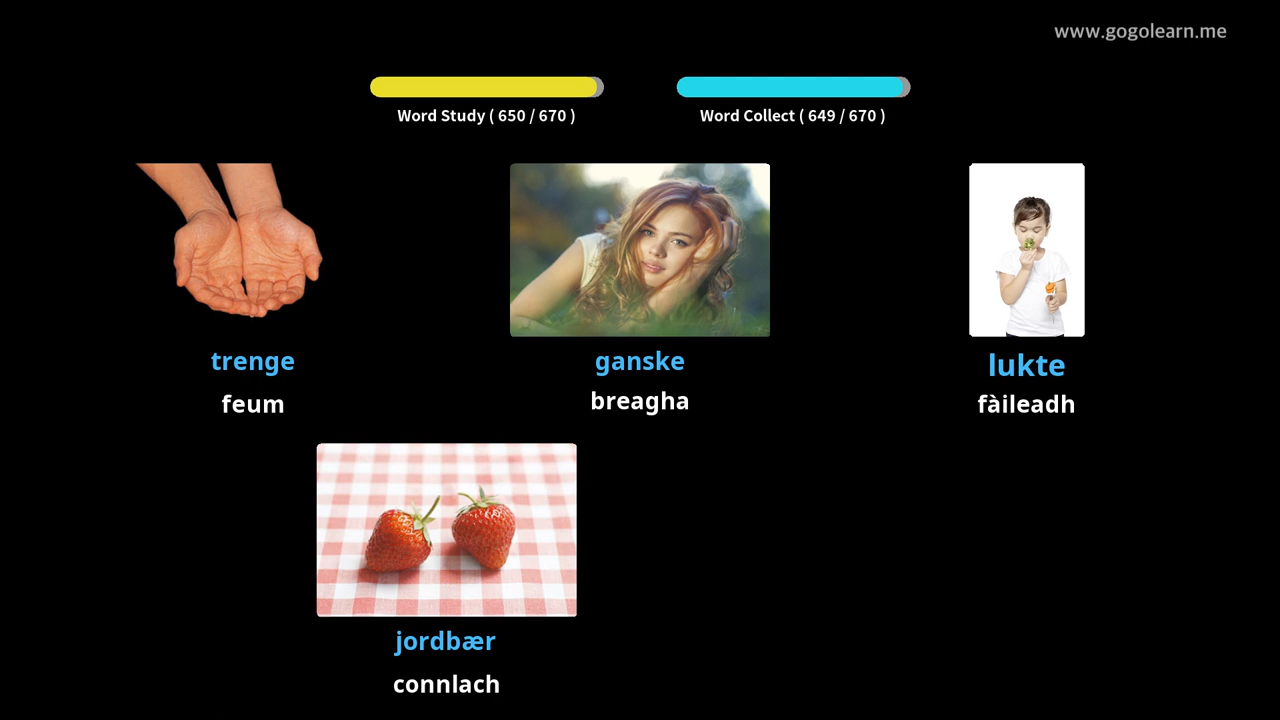 www.gogolearn.me
Word Study ( 650 / 670 )
Word Collect ( 649 / 670 )
trenge
feum
ganske
breagha
lukte
fàileadh
jordbær
connlach